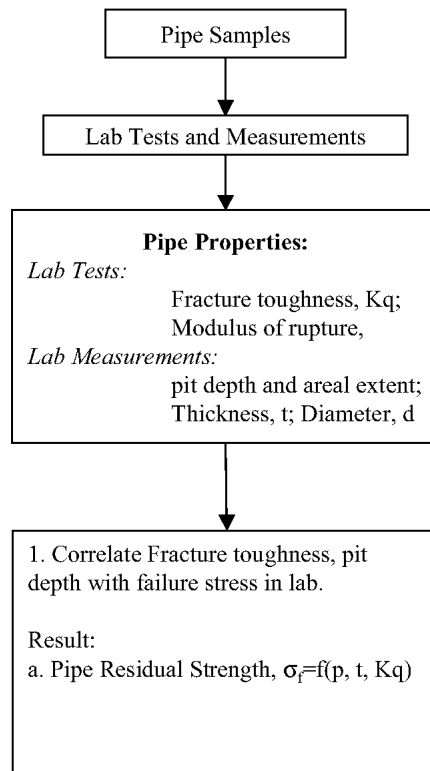 Pipe Samples
Lab Tests and Measurements
Pipe Properties:
Lab Tests:
Fracture toughness, Kq;
Modulus of rupture,
Lab Measurements:
pit depth and areal extent;
Thickness, t; Diameter, d
1. Correlate Fracture toughness, pit
depth with failure stress in lab.
Result:
a. Pipe Residual Strength, σf=f(p, t, Kq)